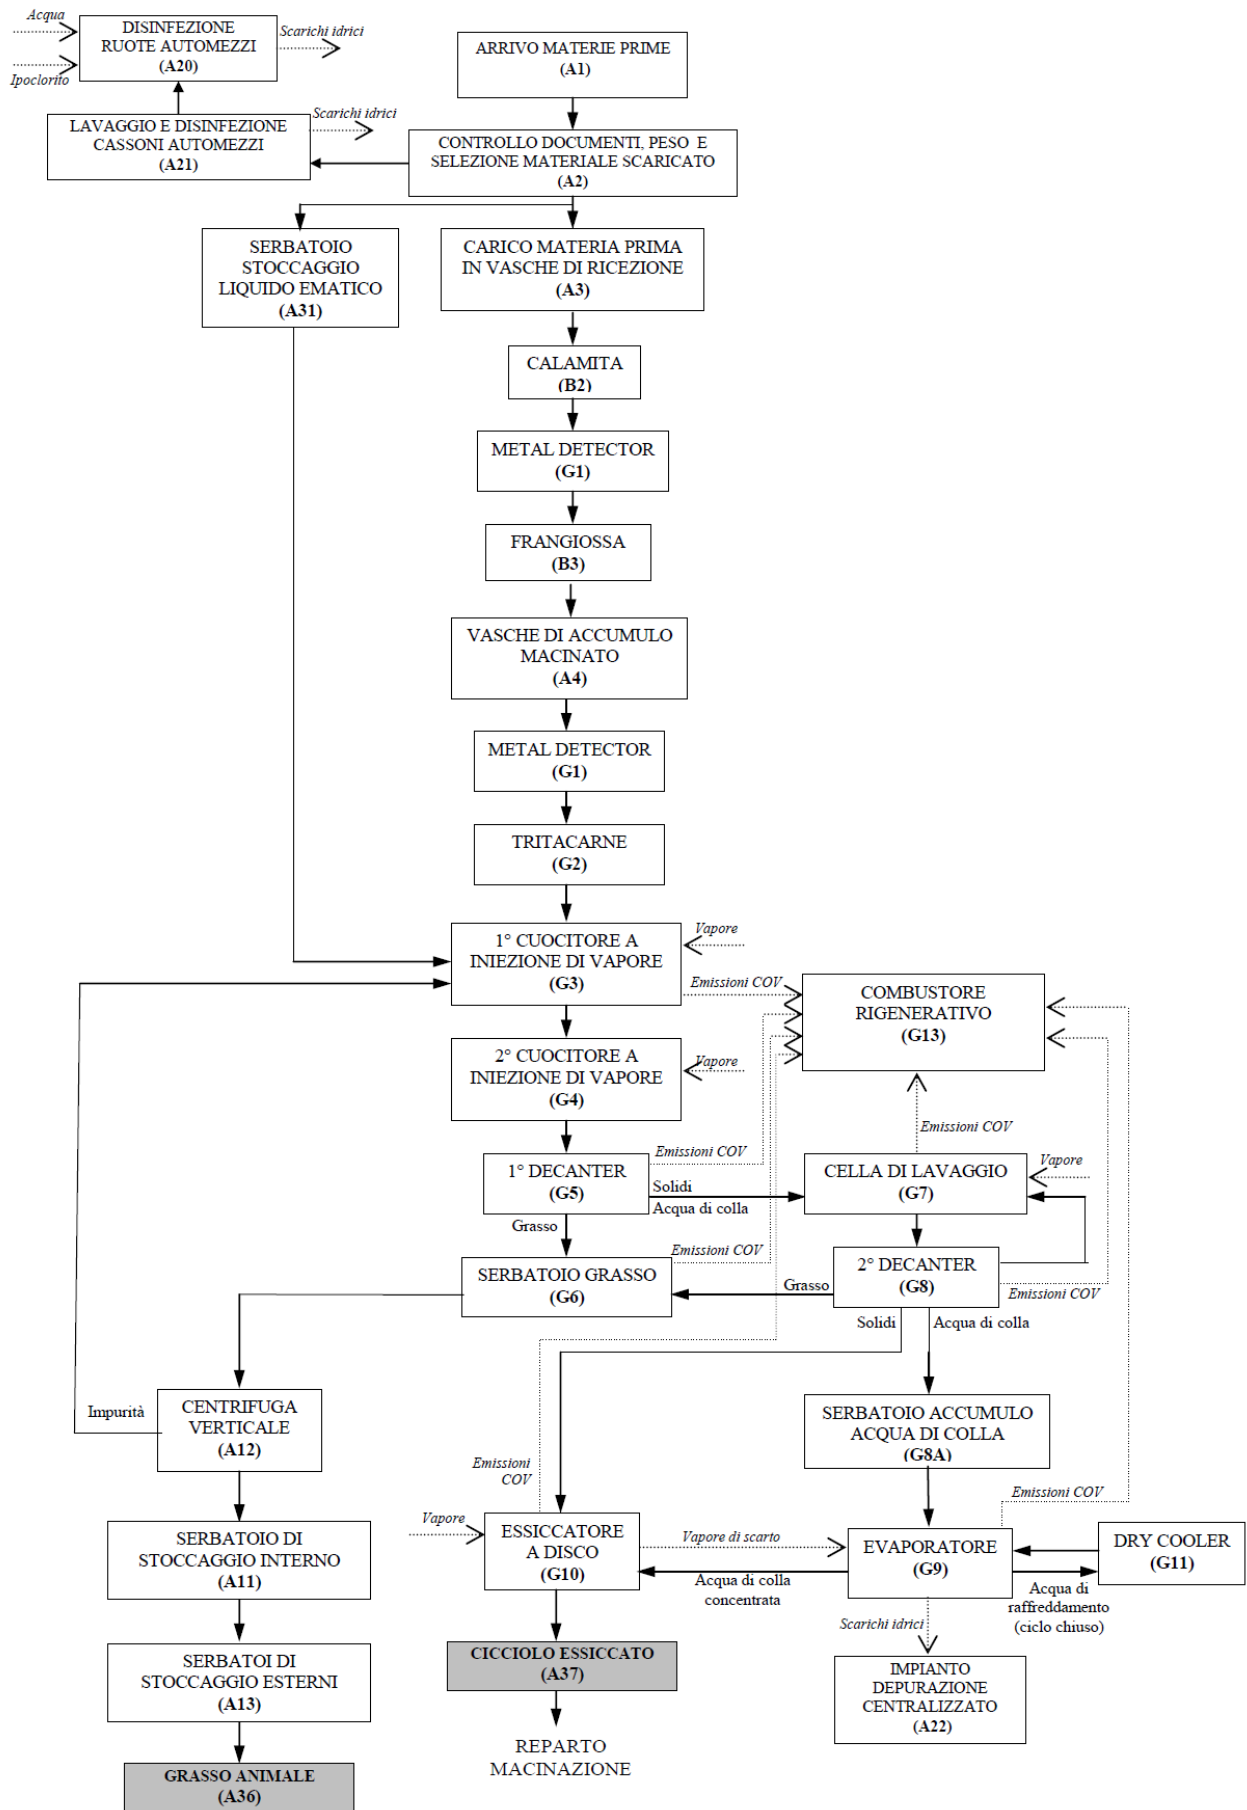 Acqua
Ipoclorito
DISINFEZIONE
RUOTE AUTOMEZZI
(A20)
Scarichi idrici
ARRIVO MATERIE PRIME
(A1)
LAVAGGIO E DISINFEZIONE
CASSONI AUTOMEZZI
(A21)
Scarichi idrici
CONTROLLO DOCUMENTI, PESO E
SELEZIONE MATERIALE SCARICATO
(A2)
SERBATOIO
STOCCAGGIO
LIQUIDO EMATICO
(A31)
CARICO MATERIA PRIMA
IN VASCHE DI RICEZIONE
(A3)
CALAMITA
(B2)
METAL DETECTOR
(G1)
FRANGIOSSA
(B3)
VASCHE DI ACCUMULO
MACINATO
(A4)
METAL DETECTOR
(G1)
TRITACARNE
(G2)
1° CUOCITORE A
INIEZIONE DI VAPORE
(G3)
Vapore
Emissioni COV
COMBUSTORE
RIGENERATIVO
(G13)
2° CUOCITORE A
INIEZIONE DI VAPORE
(G4)
Vapore
Emissioni COV
1° DECANTER
(G5)
Emissioni COV
Solidi
Acqua di colla
Grasso
CELLA DI LAVAGGIO
(G7)
Vapore
SERBATOIO GRASSO
(G6)
Emissioni COV
Grasso
2° DECANTER
(G8)
Emissioni COV
Solidi
Acqua di colla
Impurità
CENTRIFUGA
VERTICALE
(A12)
SERBATOIO ACCUMULO
ACQUA DI COLLA
(G8A)
Emissioni
COV
Emissioni COV
SERBATOIO DI
STOCCAGGIO INTERNO
(A11)
Vapore
ESSICCATORE
A DISCO
(G10)
Vapore di scarto
Acqua di colla
concentrata
EVAPORATORE
(G9)
DRY COOLER
(G11)
Acqua di
raffreddamento
(ciclo chiuso)
Scarichi idrici
SERBATOI DI
STOCCAGGIO ESTERNI
(A13)
CICCIOLO ESSICCATO
(A37)
IMPIANTO
DEPURAZIONE
CENTRALIZZATO
(A22)
REPARTO
MACINAZIONE
GRASSO ANIMALE
(A36)